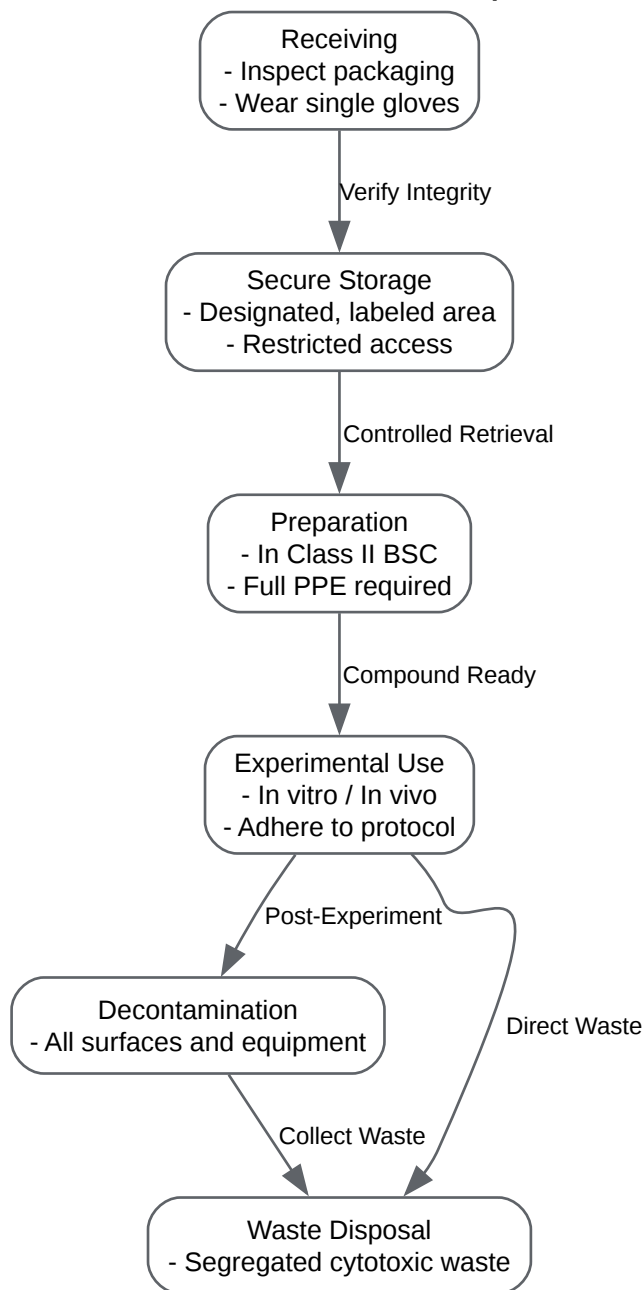 Receiving
- Inspect packaging
- Wear single gloves
Verify Integrity
Secure Storage
- Designated, labeled area
- Restricted access
Controlled Retrieval
Preparation
- In Class II BSC
- Full PPE required
Compound Ready
Experimental Use
- In vitro / In vivo
- Adhere to protocol
Post-Experiment
Decontamination
- All surfaces and equipment
Direct Waste
Collect Waste
Waste Disposal
- Segregated cytotoxic waste